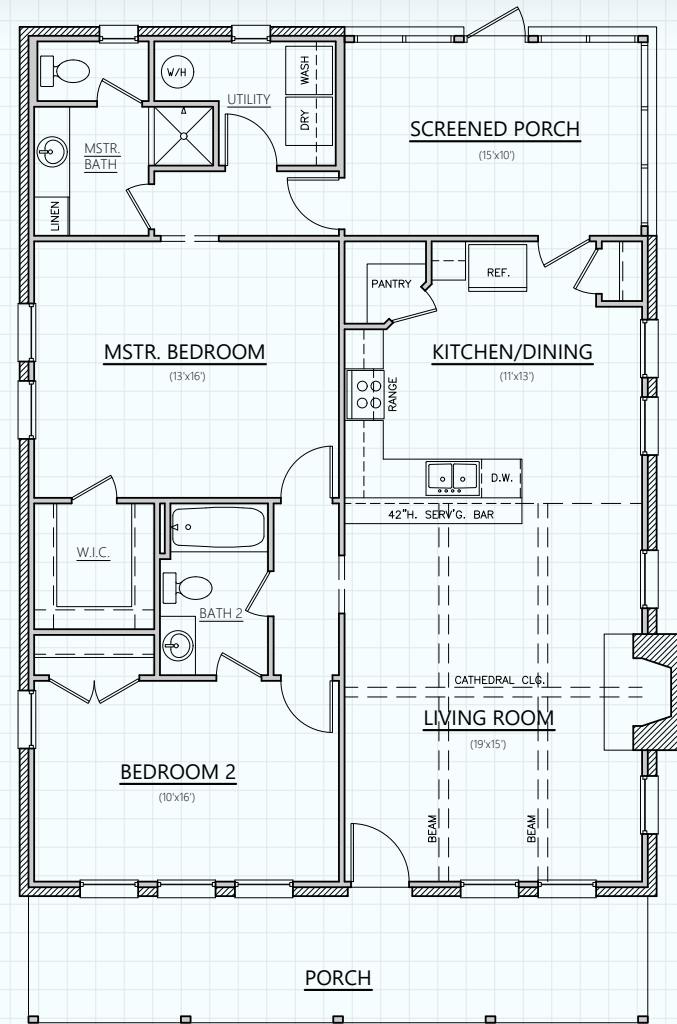 W/H
WASH
UTILITY
DRY
SCREENED PORCH
(15'x10')
MSTR.
BATH
LINEN
PANTRY
REF.
MSTR. BEDROOM
(13'x16')
KITCHEN/DINING
(11'x13')
RANGE
D.W.
42"H. SERV'G. BAR
W.I.C.
BATH 2
CATHEDRAL CLG.
LIVING ROOM
(19'x15')
BEDROOM 2
(10'x16')
BEAM
BEAM
PORCH